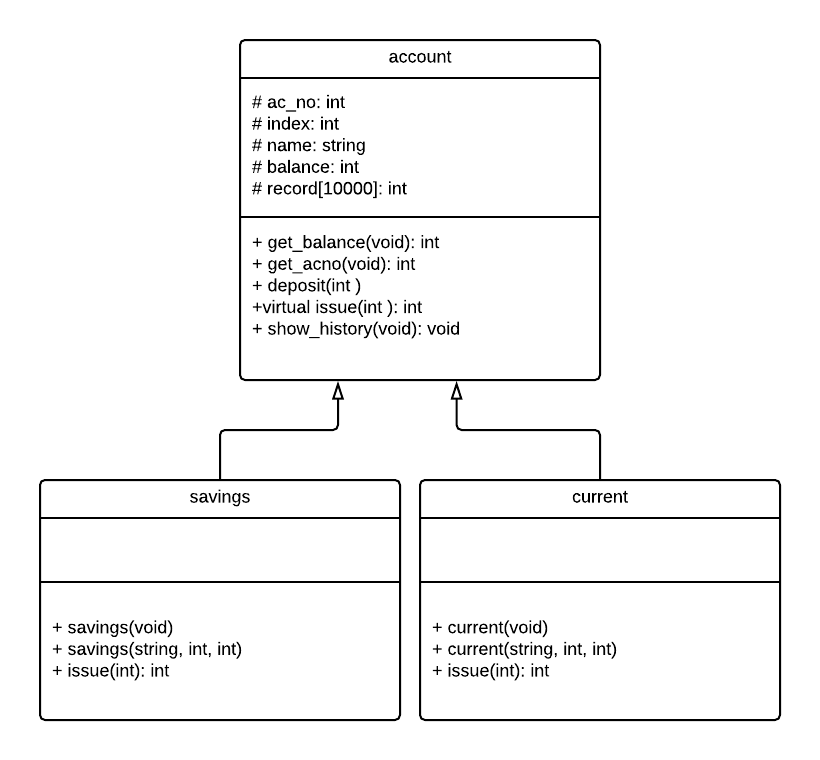 account
# ac_no: int
# index: int
# name: string
# balance: int
# record[10000]: int
+ get_balance(void): int
+ get_acno(void): int
+ deposit(int )
+virtual issue(int ): int
+ show_history(void): void
savings
+ savings(void)
+ savings(string, int, int)
+ issue(int): int
current
+ current(void)
+ current(string, int, int)
+ issue(int): int